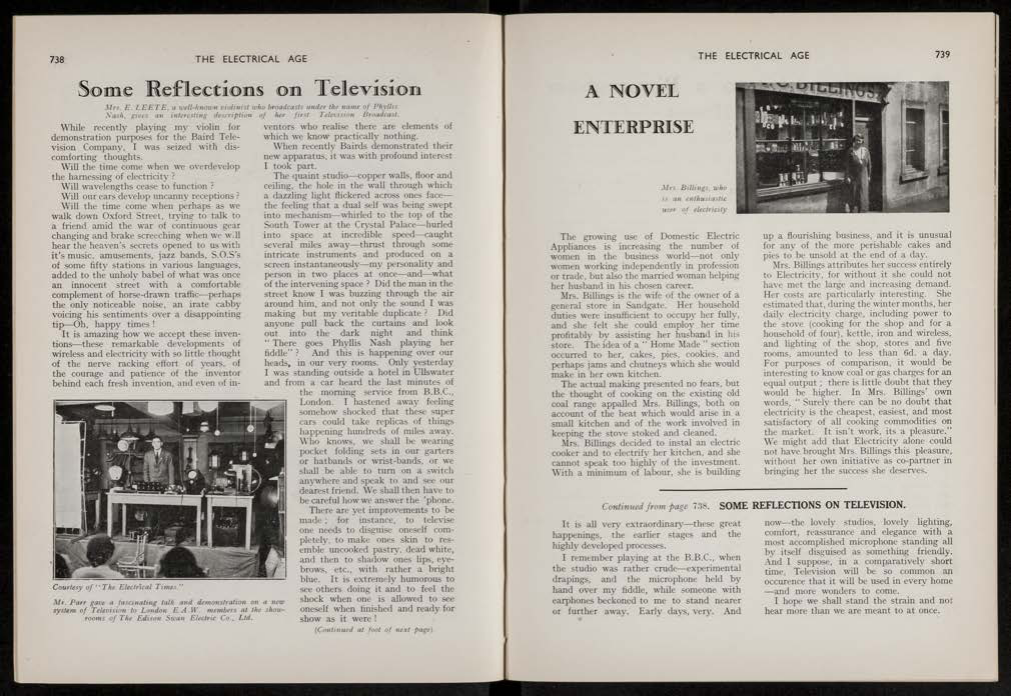 738
THE ELECTRICAL AGE
Some Reflections on Television
Mrs. E. LEETE, a well-known violinist who broadcasts under the name of Phyllis
Nash, gives an interesting description of her first Television Broadcast.
While recently playing my violin for
demonstration purposes for the Baird Tele-
vision Company, I was seized with dis-
comforting thoughts.
Will the time come when we overdevelop
the harnessing of electricity ?
Will wavelengths cease to function ?
Will our ears develop uncanny receptions ?
Will the time come when perhaps as we
walk down Oxford Street, trying to talk to
a friend amid the war of continuous gear
changing and brake screeching when we will
hear the heaven's secrets opened to us with
it's music, amusements, jazz bands, S.O.S's
of some fifty stations in various languages,
added to the unholy babel of what was once
an innocent street with a comfortable
complement of horse-drawn traffic—perhaps
the only noticeable noise, an irate cabby
voicing his sentiments over a disappointing
tip—Oh, happy times !
It is amazing how we accept these inven-
tions—these remarkable developments of
wireless and electricity with so little thought
of the nerve racking effort of years, of
the courage and patience of the inventor
behind each fresh invention, and even of in-
ventors who realise there are elements of
which we know practically nothing.
When recently Bairds demonstrated their
new apparatus, it was with profound interest
I took part.
The quaint studio—copper walls, floor and
ceiling, the hole in the wall through which
a dazzling light flickered across ones face—
the feeling that a dual self was being swept
into mechanism—whirled to the top of the
South Tower at the Crystal Palace—hurled
into space at incredible speed—caught
several miles away—thrust through some
intricate instruments and produced on a
screen instantaneously—my personality and
person in two places at once—and—what
of the intervening space ? Did the man in the
street know I was buzzing through the air
around him, and not only the sound I was
making but my veritable duplicate ? Did
anyone pull back the curtains and look
out into the dark night and think
" There goes Phyllis Nash playing her
fiddle" ? And this is happening over our
heads, in our very rooms. Only yesterday
I was standing outside a hotel in Ullswater
and from a car heard the last minutes of
the morning service from B.B.C.,
London. I hastened away feeling
somehow shocked that these super
cars could take replicas of things
happening hundreds of miles away.
Who knows, we shall be wearing
pocket folding sets in our garters
or hatbands or wrist-bands, or we
shall be able to turn on a switch
anywhere and speak to and see our
dearest friend. We shall then have to
be careful how we answer the 'phone.
There are yet improvements to be
made ; for instance, to televise
one needs to disguise oneself com-
pletely, to make ones skin to res-
emble uncooked pastry, dead white,
and then to shadow ones lips, eye-
brows, etc., with rather a bright
blue. It is extremely humorous to
see others doing it and to feel the
shock when one is allowed to see
oneself when finished and ready for
show as it were !
(Continued at foot of next page).
Courtesy of "The Electrical Times."
Mr. Parr gave a fascinating talk and demonstration on a new
system of Television to London E.A.W. members at the show-
rooms of The Edison Swan Electric Co., Ltd.
THE ELECTRICAL AGE
739
A NOVEL
ENTERPRISE
BILLINGS
Mrs. Billings, who
is an enthusiastic
user of electricity
The growing use of Domestic Electric
Appliances is increasing the number of
women in the business world—not only
women working independently in profession
or trade, but also the married woman helping
her husband in his chosen career.
Mrs. Billings is the wife of the owner of a
general store in Sandgate. Her household
duties were insufficient to occupy her fully,
and she felt she could employ her time
profitably by assisting her husband in his
store. The idea of a " Home Made " section
occurred to her, cakes, pies, cookies, and
perhaps jams and chutneys which she would
make in her own kitchen.
The actual making presented no fears, but
the thought of cooking on the existing old
coal range appalled Mrs. Billings, both on
account of the heat which would arise in a
small kitchen and of the work involved in
keeping the stove stoked and cleaned.
Mrs. Billings decided to instal an electric
cooker and to electrify her kitchen, and she
cannot speak too highly of the investment.
With a minimum of labour, she is building
up a flourishing business, and it is unusual
for any of the more perishable cakes and
pies to be unsold at the end of a day.
Mrs. Billings attributes her success entirely
to Electricity, for without it she could not
have met the large and increasing demand.
Her costs are particularly interesting. She
estimated that, during the winter months, her
daily electricity charge, including power to
the stove (cooking for the shop and for a
household of four), kettle, iron and wireless,
and lighting of the shop, stores and five
rooms, amounted to less than 6d. a day.
For purposes of comparison, it would be
interesting to know coal or gas charges for an
equal output ; there is little doubt that they
would be higher. In Mrs. Billings' own
words, " Surely there can be no doubt that
electricity is the cheapest, easiest, and most
satisfactory of all cooking commodities on
the market. It isn't work, its a pleasure."
We might add that Electricity alone could
not have brought Mrs. Billings this pleasure,
without her own initiative as co-partner in
bringing her the success she deserves.
Continued from page 738. SOME REFLECTIONS ON TELEVISION.
It is all very extraordinary—these great
happenings, the earlier stages and the
highly developed processes.
I remember playing at the B.B.C., when
the studio was rather crude—experimental
drapings, and the microphone held by
hand over my fiddle, while someone with
earphones beckoned to me to stand nearer
or further away. Early days, very. And
now—the lovely studios, lovely lighting,
comfort, reassurance and elegance with a
most accomplished microphone standing all
by itself disguised as something friendly.
And I suppose, in a comparatively short
time, Television will be so common an
occurence that it will be used in every home
—and more wonders to come.
I hope we shall stand the strain and not
hear more than we are meant to at once.